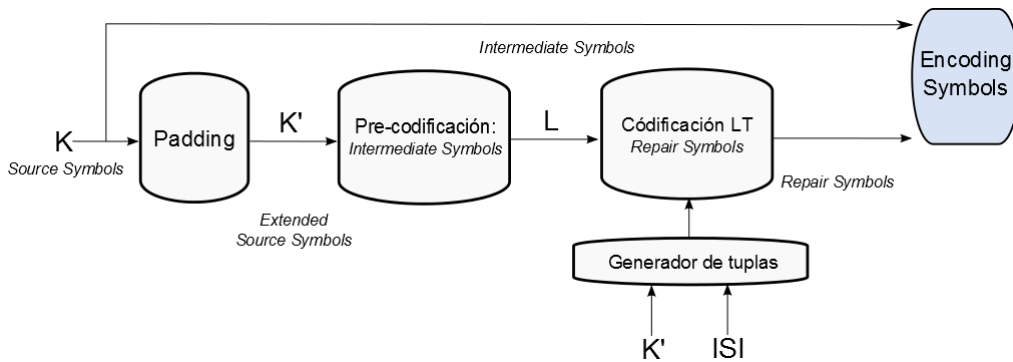 Intermediate Symbols
Encoding
Symbols
K
Source Symbols
Padding
K'
Extended
Source Symbols
Pre-codificación:
Intermediate Symbols
L
Códificación LT
Repair Symbols
Repair Symbols
Generador de tuplas
K'
ISI